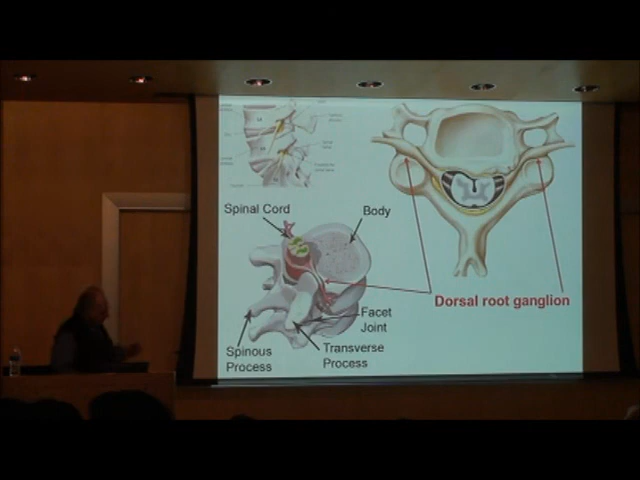 Spinal Cord
Body
Dorsal root ganglion
Facet
Joint
Transverse
Process
Spinous
Process